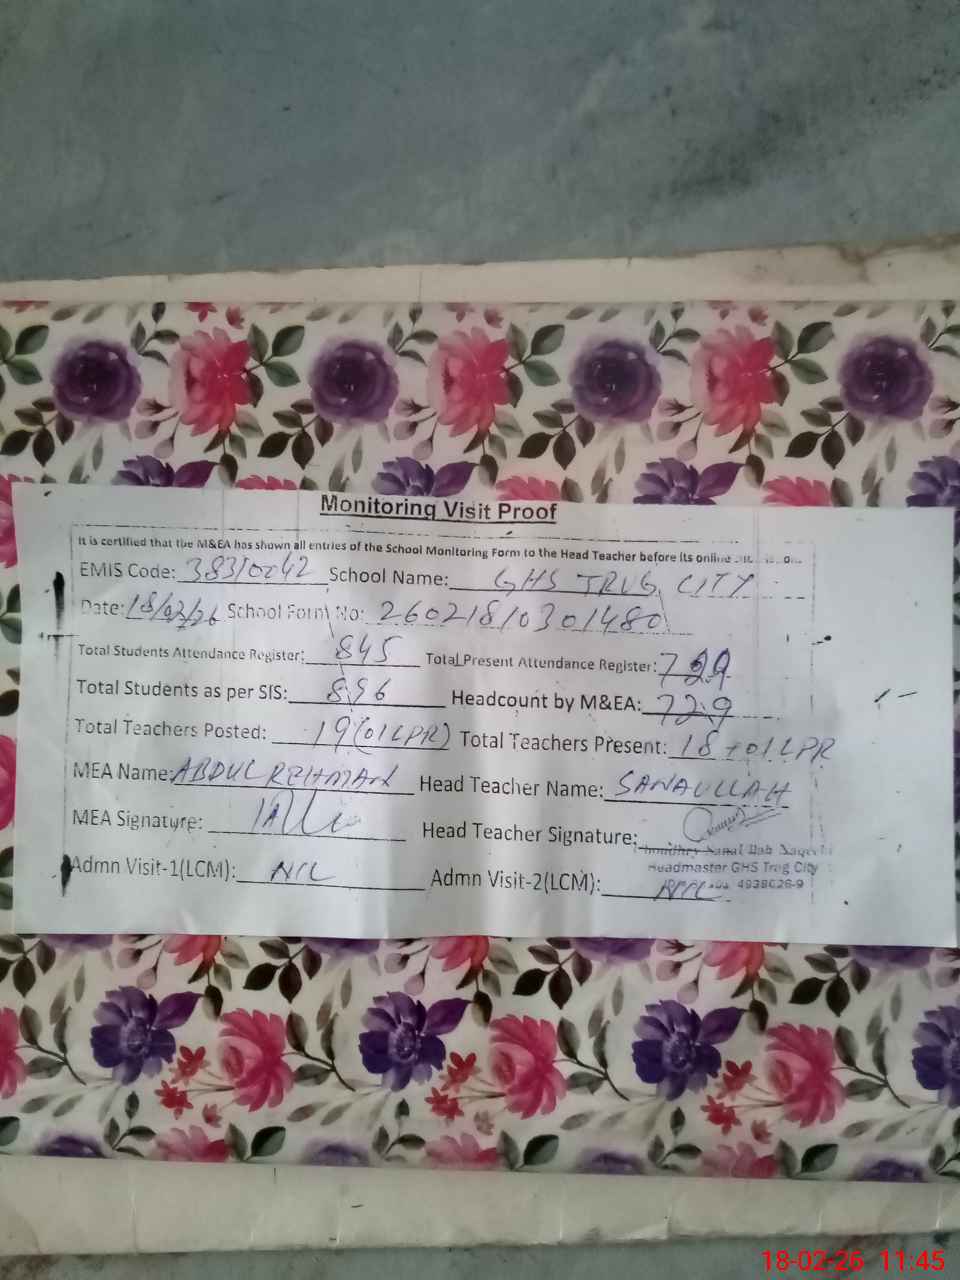 Monitoring Visit Proof
It is certified that the M&EA has shown all entries of the School Monitoring Form to the Head Teacher before its online
EMIS Code: 38310042 School Name: GHS TRUG CITY
Date: 18/02/26 School Form No: 26021810301480
Total Students Attendance Register: 845 Total Present Attendance Register: 729
Total Students as per SIS: 896 Headcount by M&EA: 729
Total Teachers Posted: 19(01LPR) Total Teachers Present: 18+01LPR
MEA Name: ABDUL REHMAN Head Teacher Name: SANAULLAH
MEA Signature: Head Teacher Signature:
Headmaster GHS Trug City
Admn Visit-1(LCM): NIL Admn Visit-2(LCM): NIL
18-02-26 11:45